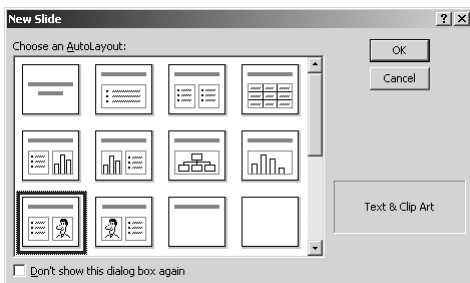 New Slide
Choose an AutoLayout:
OK
Cancel
Text & Clip Art
Don't show this dialog box again